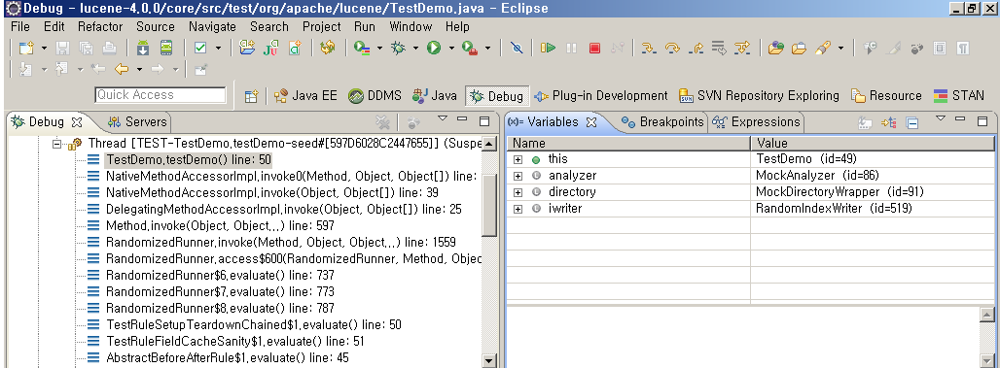 Debug - lucene-4,0,0/core/src/test/org/apache/lucene/TestDemo,java - Eclipse
File Edit Refactor Source Navigate Search Project Run Window Help
Quick Access
Java EE DDMS Java Debug Plug-in Development SVN Repository Exploring Resource STAN
Debug Servers
Thread [TEST-TestDemo,testDemo-seed#[597D6028C2447655]] (Suspe
TestDemo,testDemo() line: 50
NativeMethodAccessorImpl,invoke0(Method, Object, Object[]) line:
NativeMethodAccessorImpl,invoke(Object, Object[]) line: 39
DelegatingMethodAccessorImpl,invoke(Object, Object[]) line: 25
Method,invoke(Object, Object,,,) line: 597
RandomizedRunner,invoke(Method, Object, Object,,,) line: 1559
RandomizedRunner,access$600(RandomizedRunner, Method, Objec
RandomizedRunner$6,evaluate() line: 737
RandomizedRunner$7,evaluate() line: 773
RandomizedRunner$8,evaluate() line: 787
TestRuleSetupTeardownChained$1,evaluate() line: 50
TestRuleFieldCacheSanity$1,evaluate() line: 51
AbstractBeforeAfterRule$1,evaluate() line: 45
(x)= Variables Breakpoints Expressions
Name Value
this TestDemo (id=49)
analyzer MockAnalyzer (id=86)
directory MockDirectoryWrapper (id=91)
iwriter RandomIndexWriter (id=519)